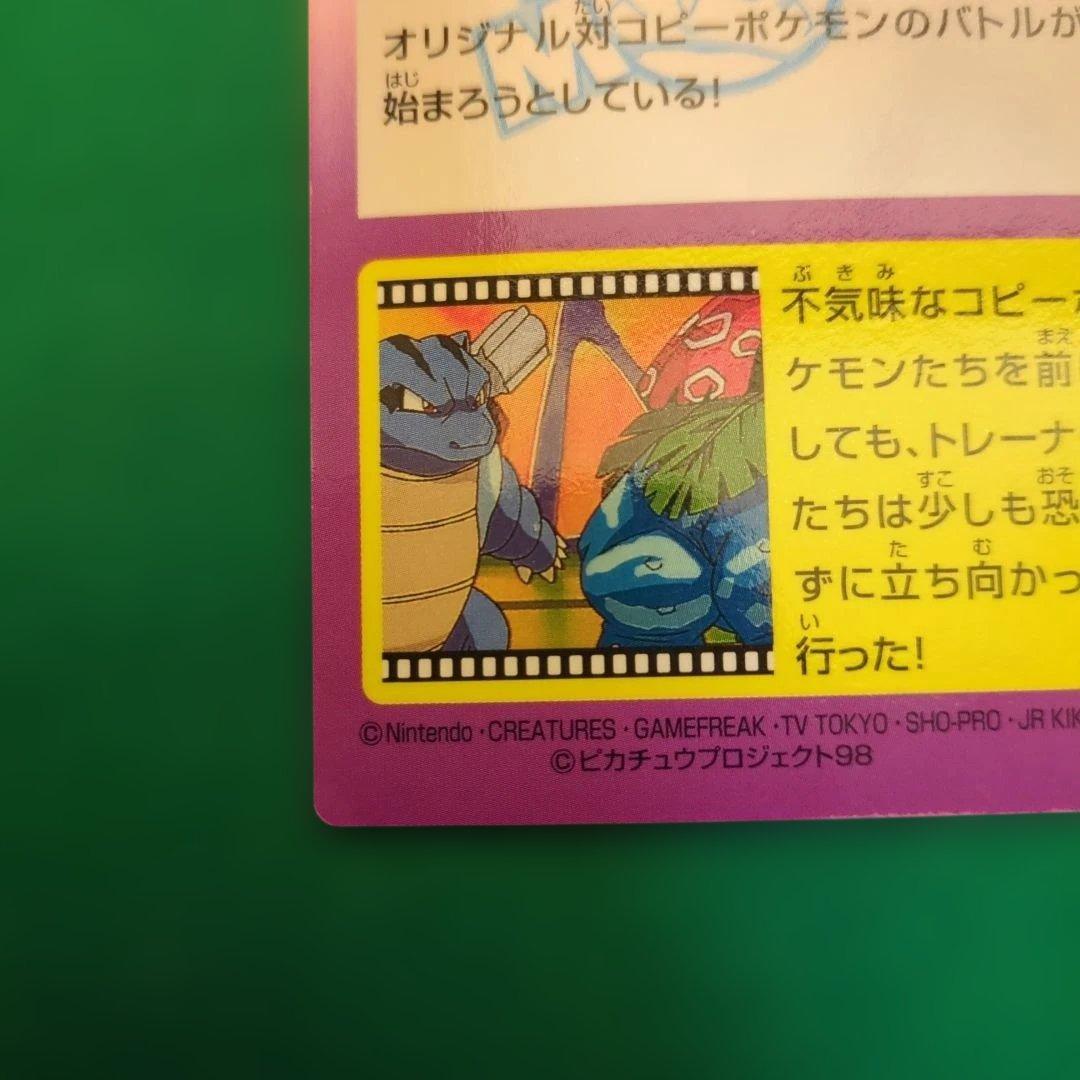 オリジナル対コピーポケモンのバトルが
始まろうとしている!
不気味なコピーポ
ケモンたちを前
しても、トレーナ
たちは少しも恐
ずに立ち向かっ
行った!
©Nintendo・CREATURES・GAMEFREAK・TV TOKYO・SHO-PRO・JR KIK
©ピカチュウプロジェクト98